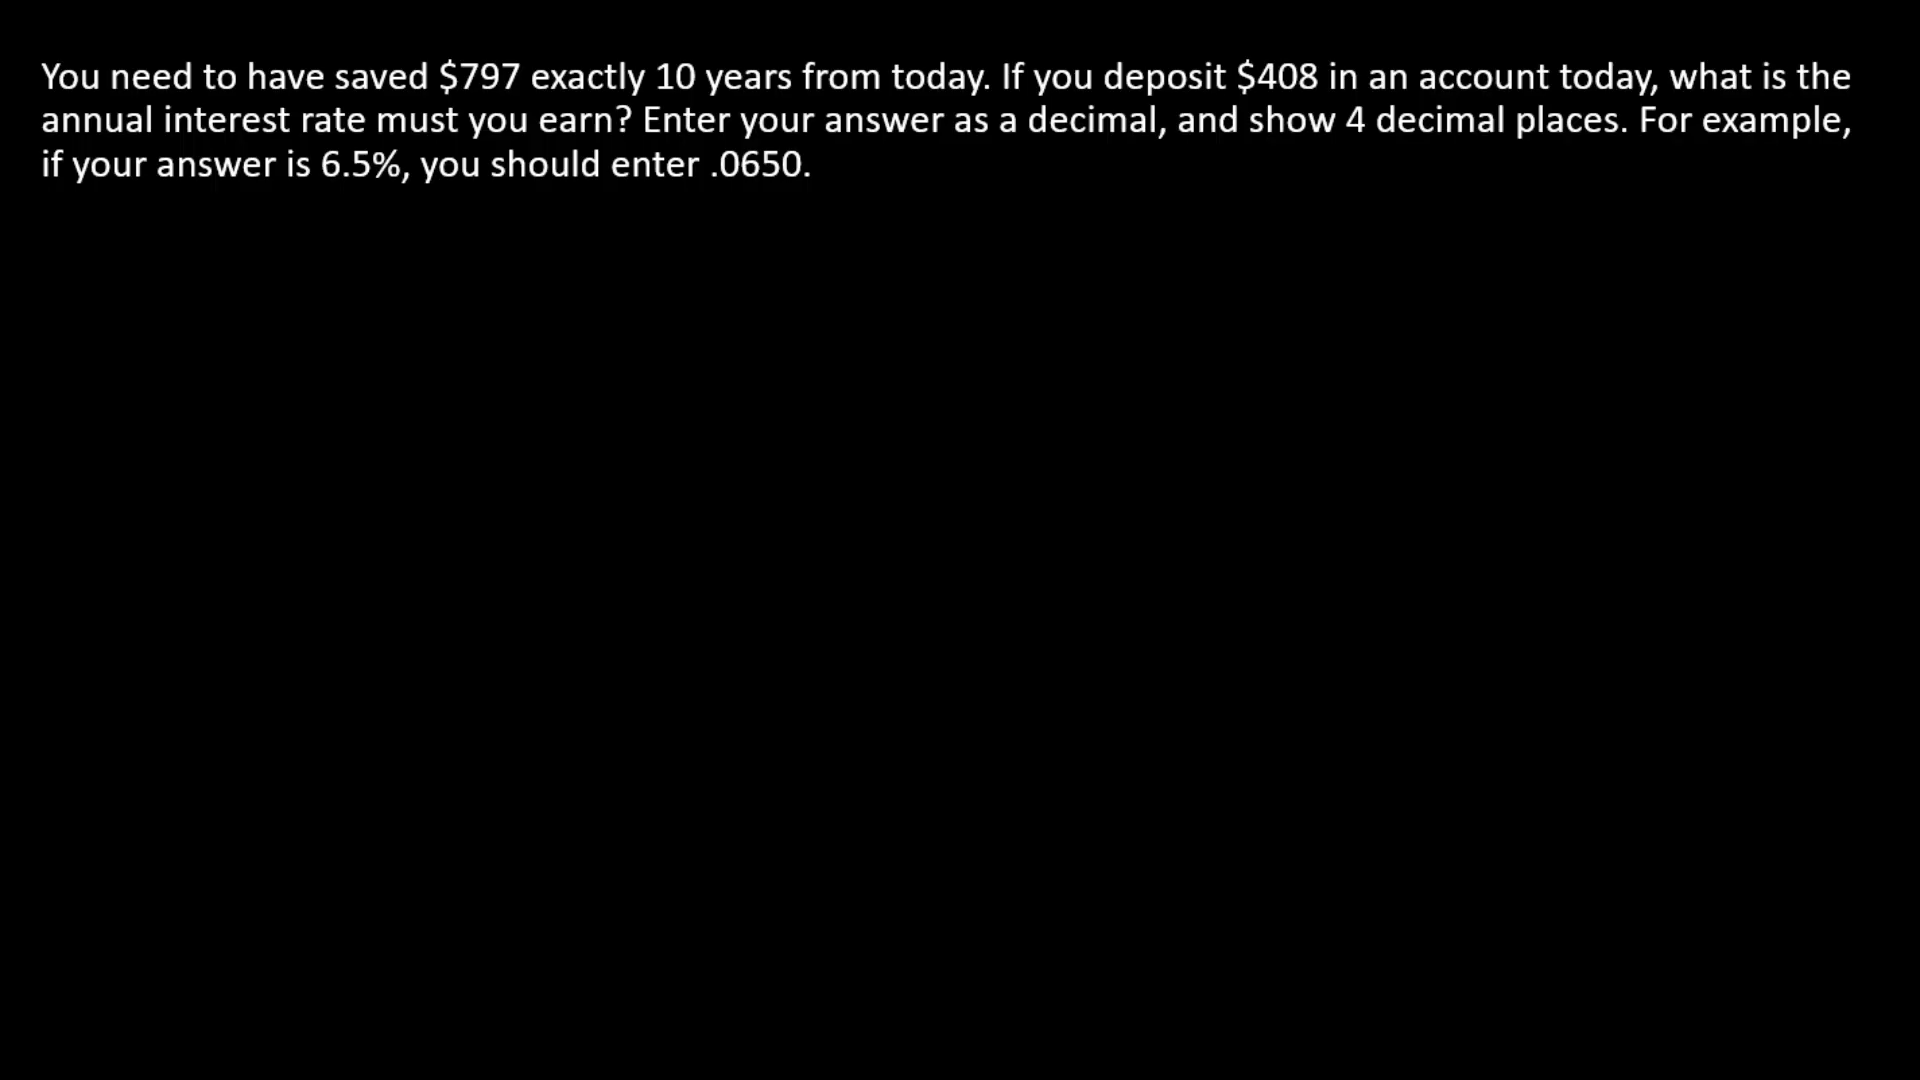 You need to have saved $797 exactly 10 years from today. If you deposit $408 in an account today, what is the
annual interest rate must you earn? Enter your answer as a decimal, and show 4 decimal places. For example,
if your answer is 6.5%, you should enter .0650.